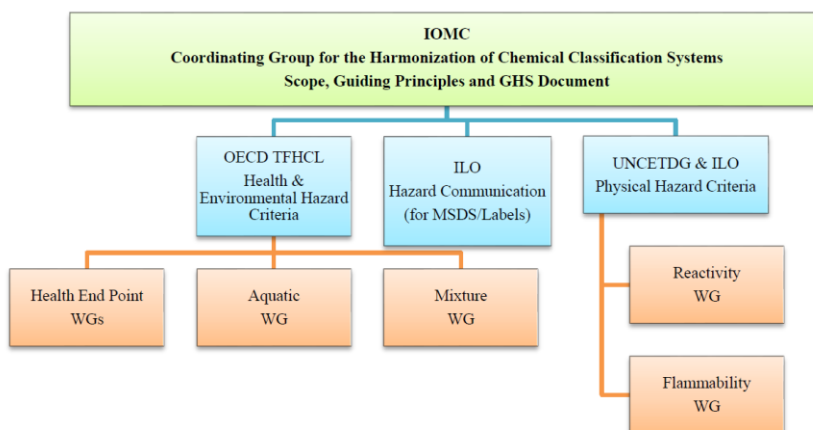 IOMC
Coordinating Group for the Harmonization of Chemical Classification Systems
Scope, Guiding Principles and GHS Document
OECD TFHCL
Health &
Environmental Hazard
Criteria
ILO
Hazard Communication
(for MSDS/Labels)
UNCETDG & ILO
Physical Hazard Criteria
Health End Point
WGs
Aquatic
WG
Mixture
WG
Reactivity
WG
Flammability
WG